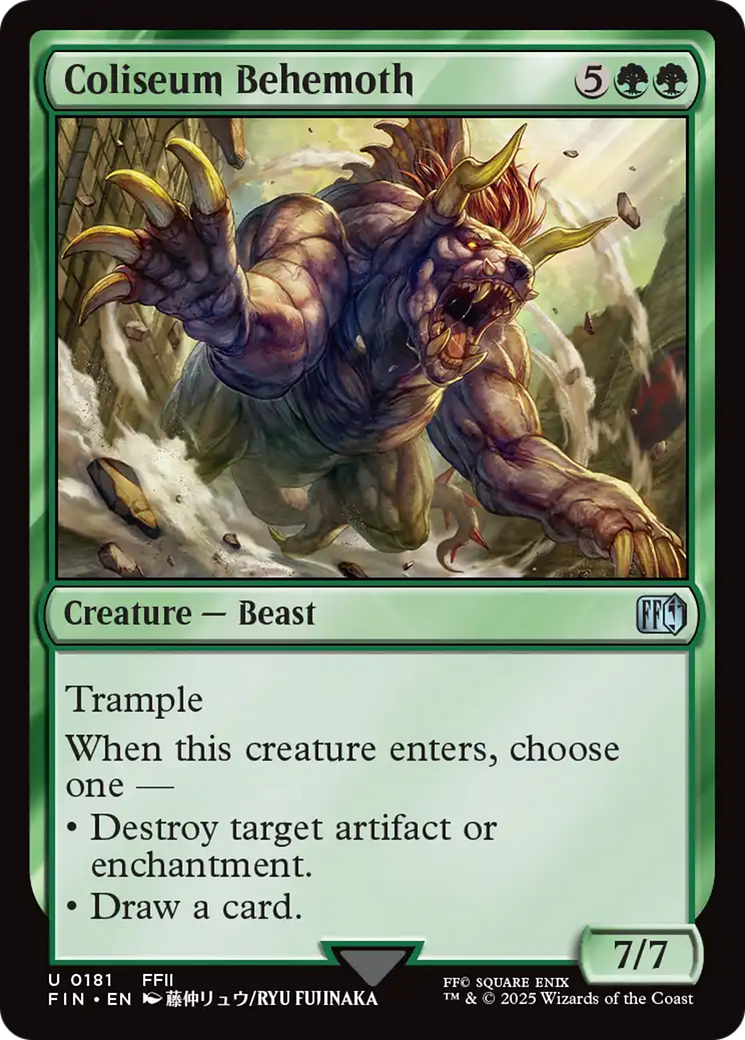 Coliseum Behemoth 5
Creature — Beast
FF
Trample
When this creature enters, choose
one —
• Destroy target artifact or
enchantment.
• Draw a card.
7/7
U 0181 FFII
FIN • EN 藤仲リュウ/RYU FUJINAKA
FF© SQUARE ENIX
™ & © 2025 Wizards of the Coast